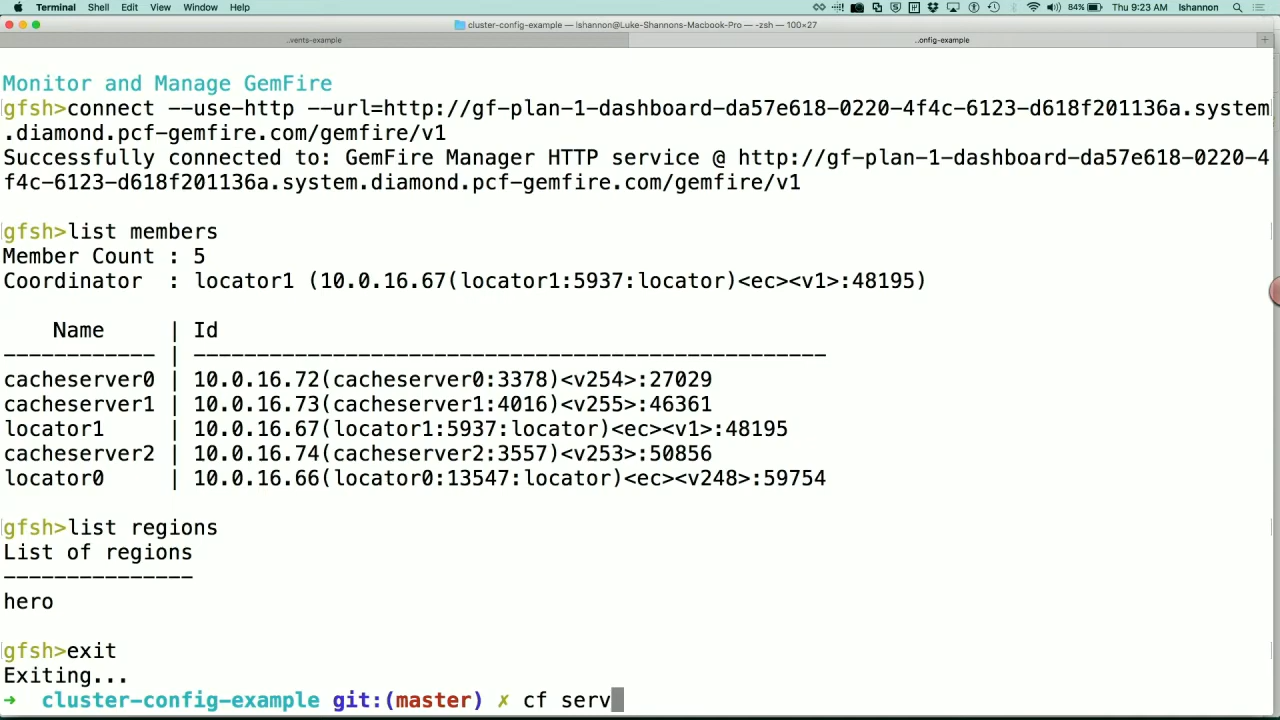 Terminal Shell Edit View Window Help 84% Thu 9:23 AM lshannon
cluster-config-example — lshannon@Luke-Shannons-Macbook-Pro — -zsh — 100×27
..vents-example ..onfig-example +
Monitor and Manage GemFire
gfsh>connect --use-http --url=http://gf-plan-1-dashboard-da57e618-0220-4f4c-6123-d618f201136a.system
.diamond.pcf-gemfire.com/gemfire/v1
Successfully connected to: GemFire Manager HTTP service @ http://gf-plan-1-dashboard-da57e618-0220-4
f4c-6123-d618f201136a.system.diamond.pcf-gemfire.com/gemfire/v1
gfsh>list members
Member Count : 5
Coordinator  : locator1 (10.0.16.67(locator1:5937:locator)<ec><v1>:48195)
    Name     | Id
------------ | --------------------------------------------------
cacheserver0 | 10.0.16.72(cacheserver0:3378)<v254>:27029
cacheserver1 | 10.0.16.73(cacheserver1:4016)<v255>:46361
locator1     | 10.0.16.67(locator1:5937:locator)<ec><v1>:48195
cacheserver2 | 10.0.16.74(cacheserver2:3557)<v253>:50856
locator0     | 10.0.16.66(locator0:13547:locator)<ec><v248>:59754
gfsh>list regions
List of regions
---------------
hero
gfsh>exit
Exiting...
➜  cluster-config-example git:(master) ✗ cf serv